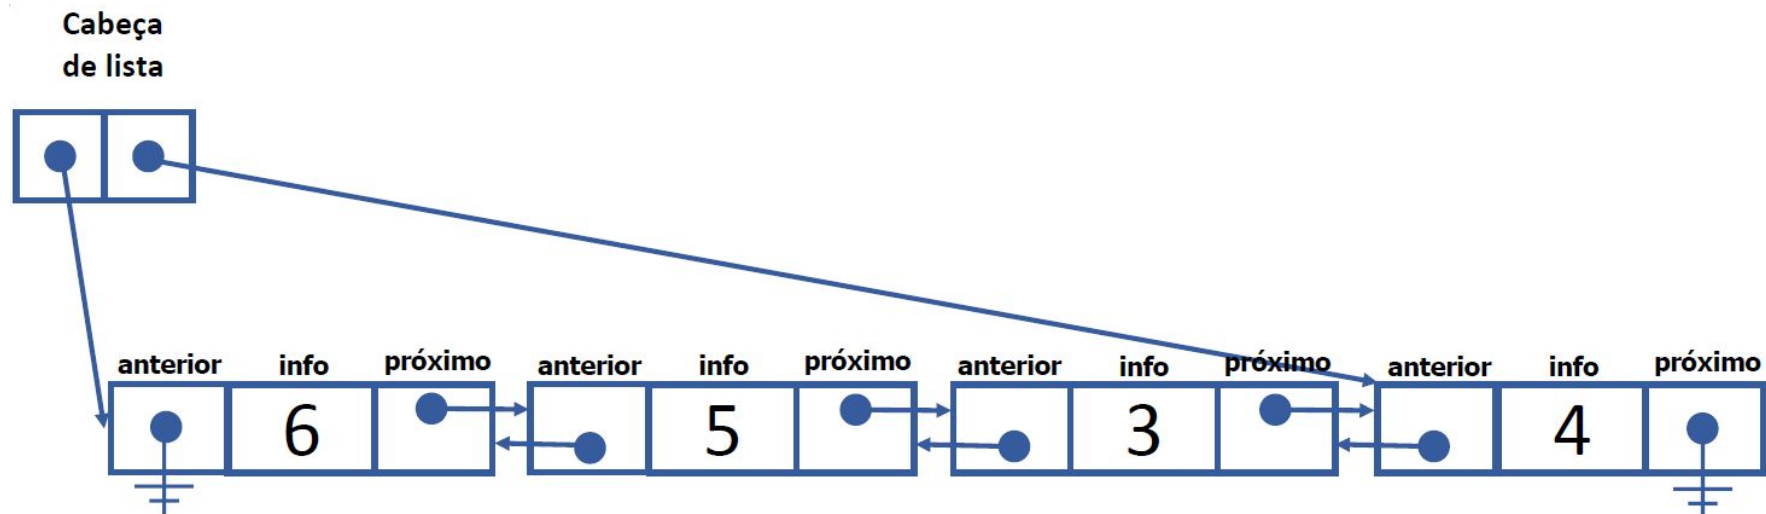 Cabeça
de lista
anterior info próximo anterior info próximo anterior info próximo anterior info próximo
6 5 3 4